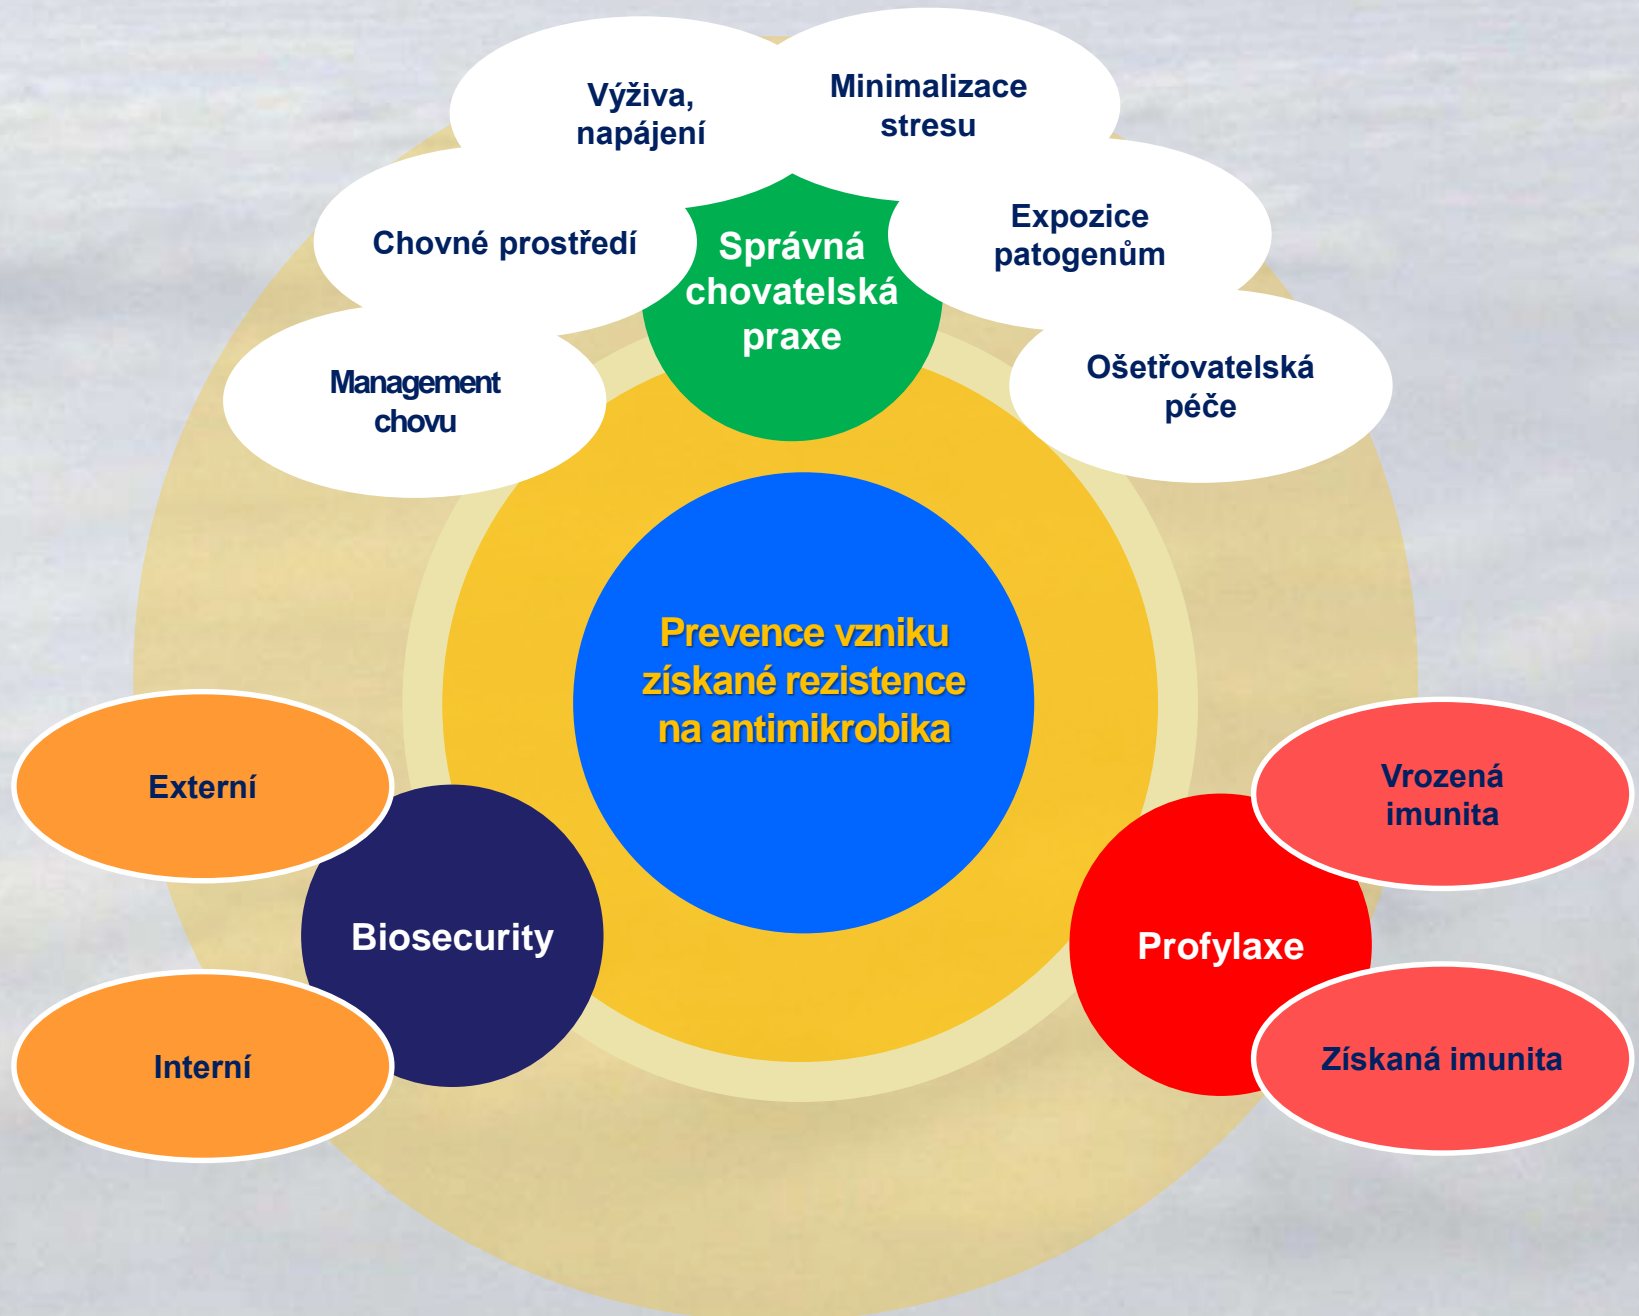 Výživa,
napájení
Minimalizace
stresu
Chovné prostředí
Expozice
patogenům
Správná
chovatelská
praxe
Management
chovu
Ošetřovatelská
péče
Prevence vzniku
získané rezistence
na antimikrobika
Externí
Vrozená
imunita
Biosecurity
Profylaxe
Interní
Získaná imunita